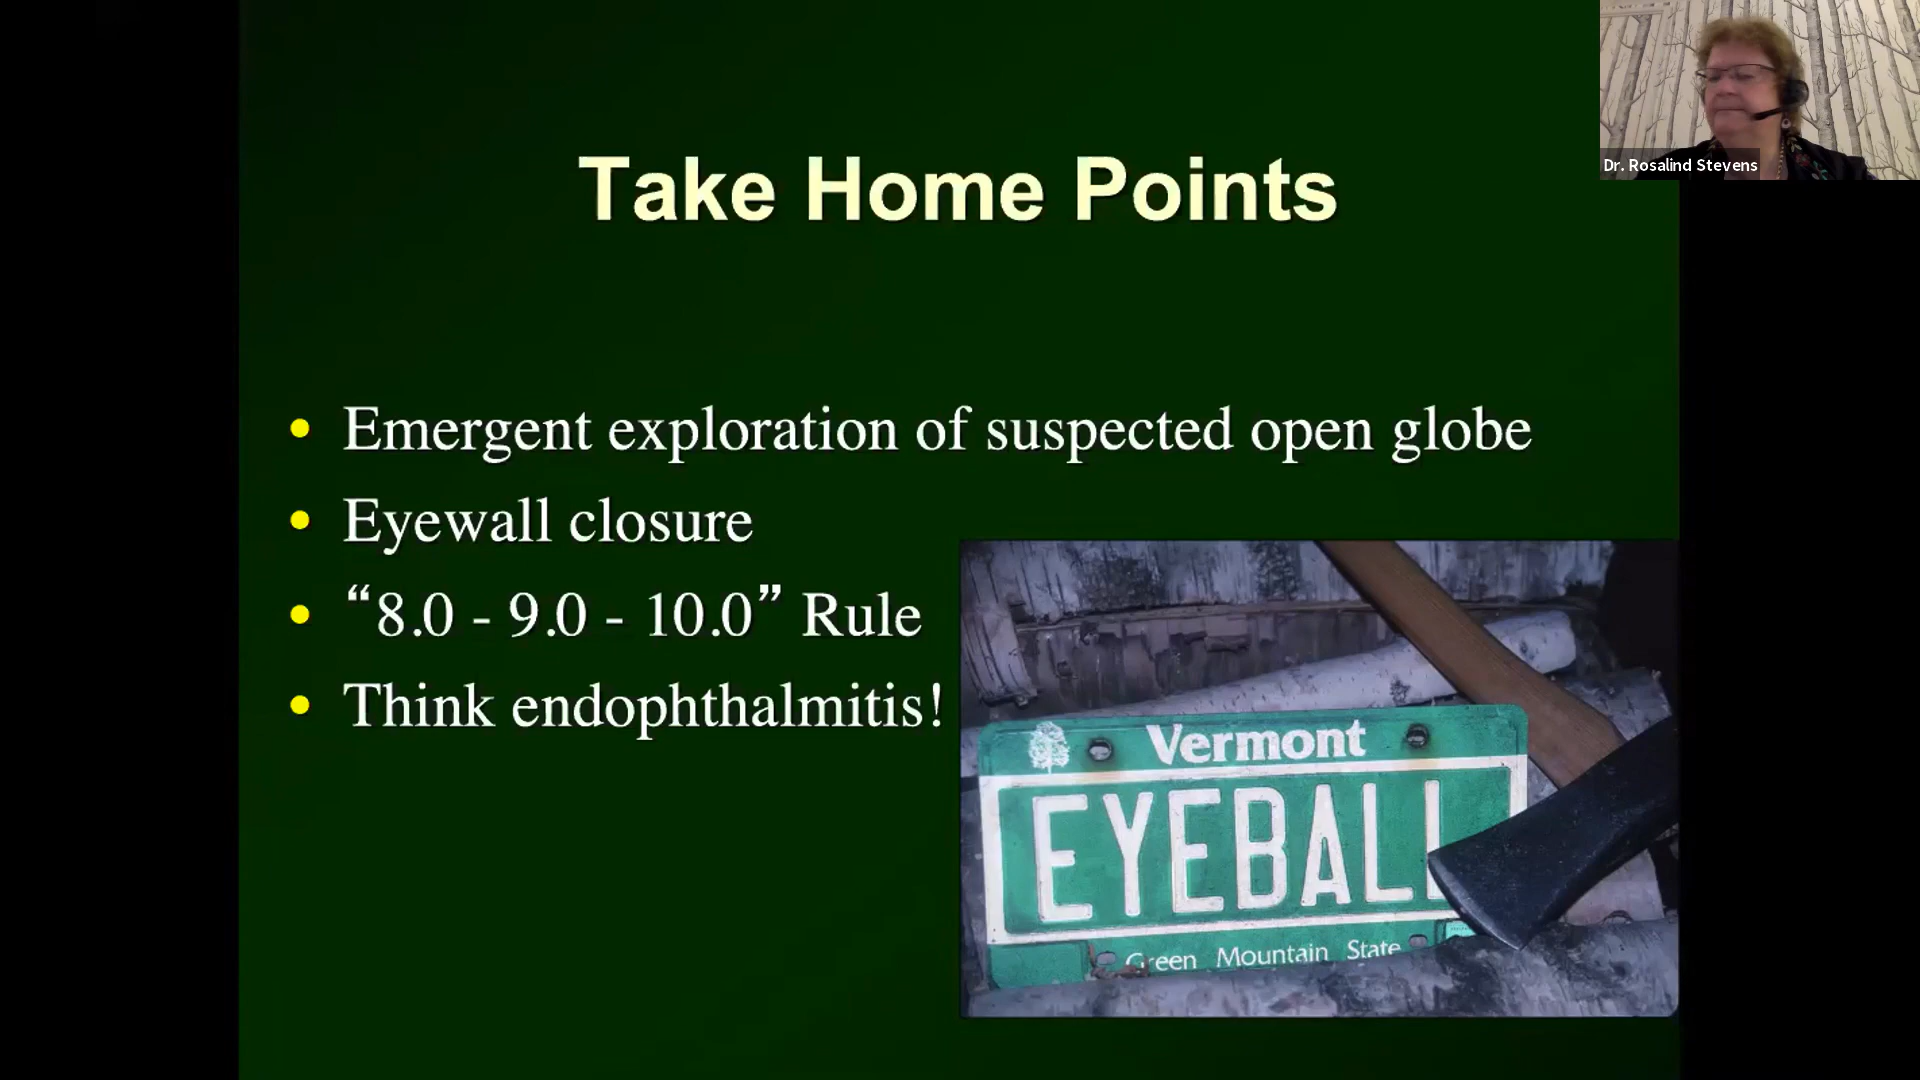 Dr. Rosalind Stevens
Take Home Points
• Emergent exploration of suspected open globe
• Eyewall closure
• “8.0 - 9.0 - 10.0” Rule
• Think endophthalmitis!
Vermont
EYEBALL
Green Mountain State